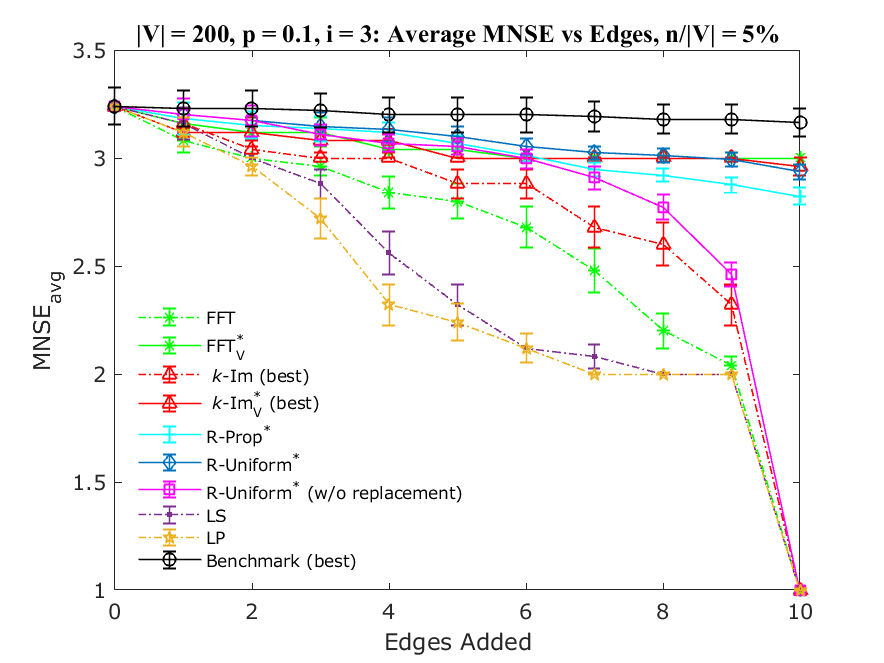 |V| = 200, p = 0.1, i = 3: Average MNSE vs Edges, n/|V| = 5%
3.5
3
2.5
2
1.5
1
MNSE_avg
FFT
FFT*_V
k-Im (best)
k-Im*_V (best)
R-Prop*
R-Uniform*
R-Uniform* (w/o replacement)
LS
LP
Benchmark (best)
0 2 4 6 8 10
Edges Added